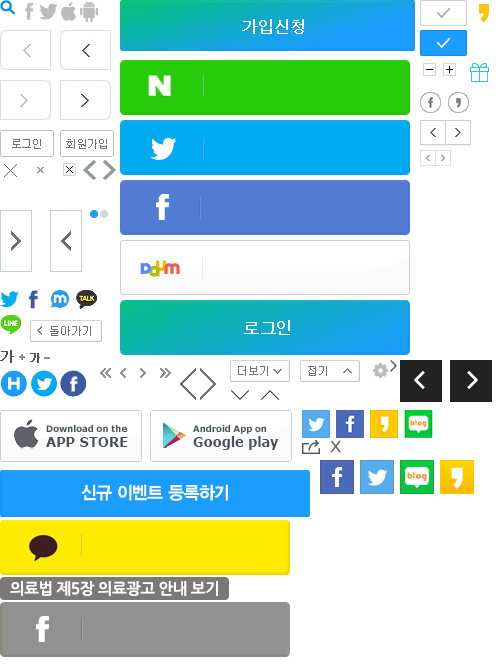 가입신청
N
로그인
회원가입
Daum
TALK
LINE
돌아가기
로그인
가 + 가 -
H
더보기
접기
Download on the
APP STORE
Android App on
Google play
blog
X
blog
신규 이벤트 등록하기
의료법 제5장 의료광고 안내 보기